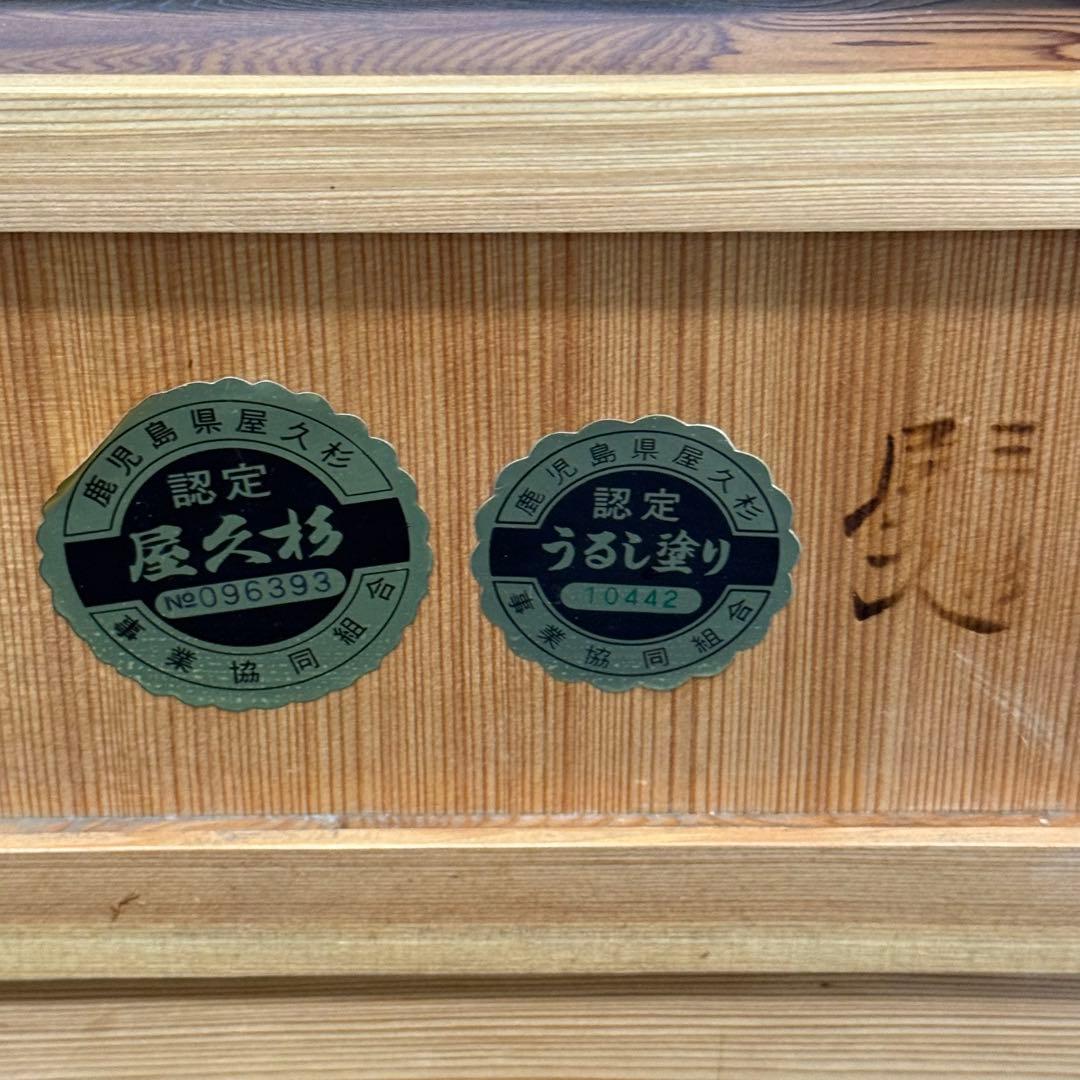 鹿児島県屋久杉
認定
屋久杉
№096393
事業協同組合
鹿児島県屋久杉
認定
うるし塗り
10442
事業協同組合